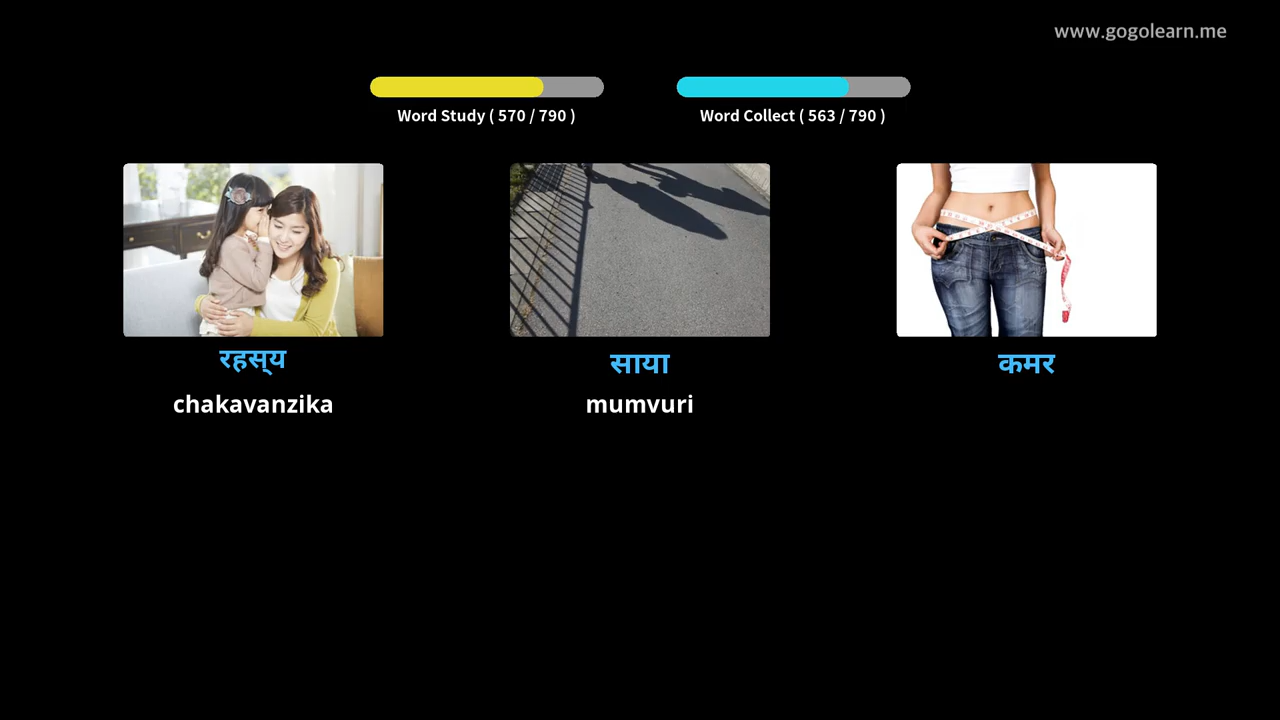 www.gogolearn.me
Word Study ( 570 / 790 )
Word Collect ( 563 / 790 )
रहस्‌य
साया
कमर
chakavanzika
mumvuri